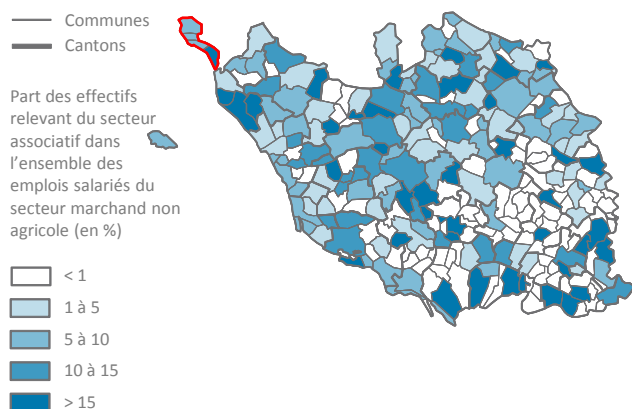 Communes
Cantons
Part des effectifs
relevant du secteur
associatif dans
l'ensemble des
emplois salariés du
secteur marchand non
agricole (en %)
< 1
1 à 5
5 à 10
10 à 15
> 15